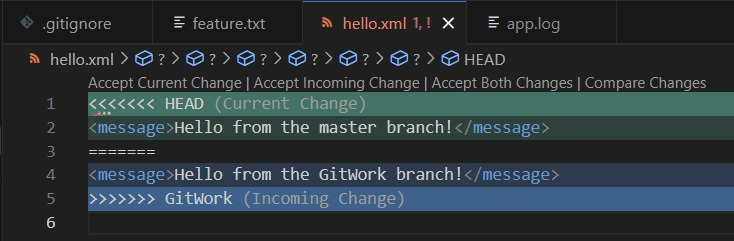 .gitignore feature.txt hello.xml 1, ! app.log
hello.xml > ? > ? > ? > ? > ? > ? > ? > HEAD
Accept Current Change | Accept Incoming Change | Accept Both Changes | Compare Changes
1 <<<<<<< HEAD (Current Change)
2 <message>Hello from the master branch!</message>
3 =======
4 <message>Hello from the GitWork branch!</message>
5 >>>>>>> GitWork (Incoming Change)
6